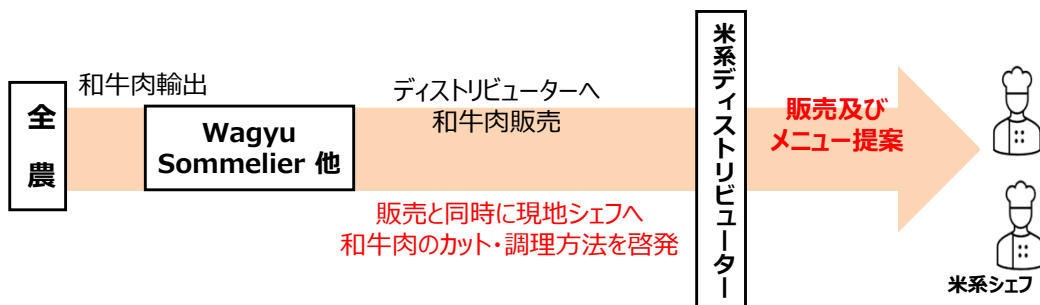 全農
和牛肉輸出
Wagyu
Sommelier 他
ディストリビューターへ
和牛肉販売
販売と同時に現地シェフへ
和牛肉のカット・調理方法を啓発
米系ディストリビューター
販売及び
メニュー提案
米系シェフ